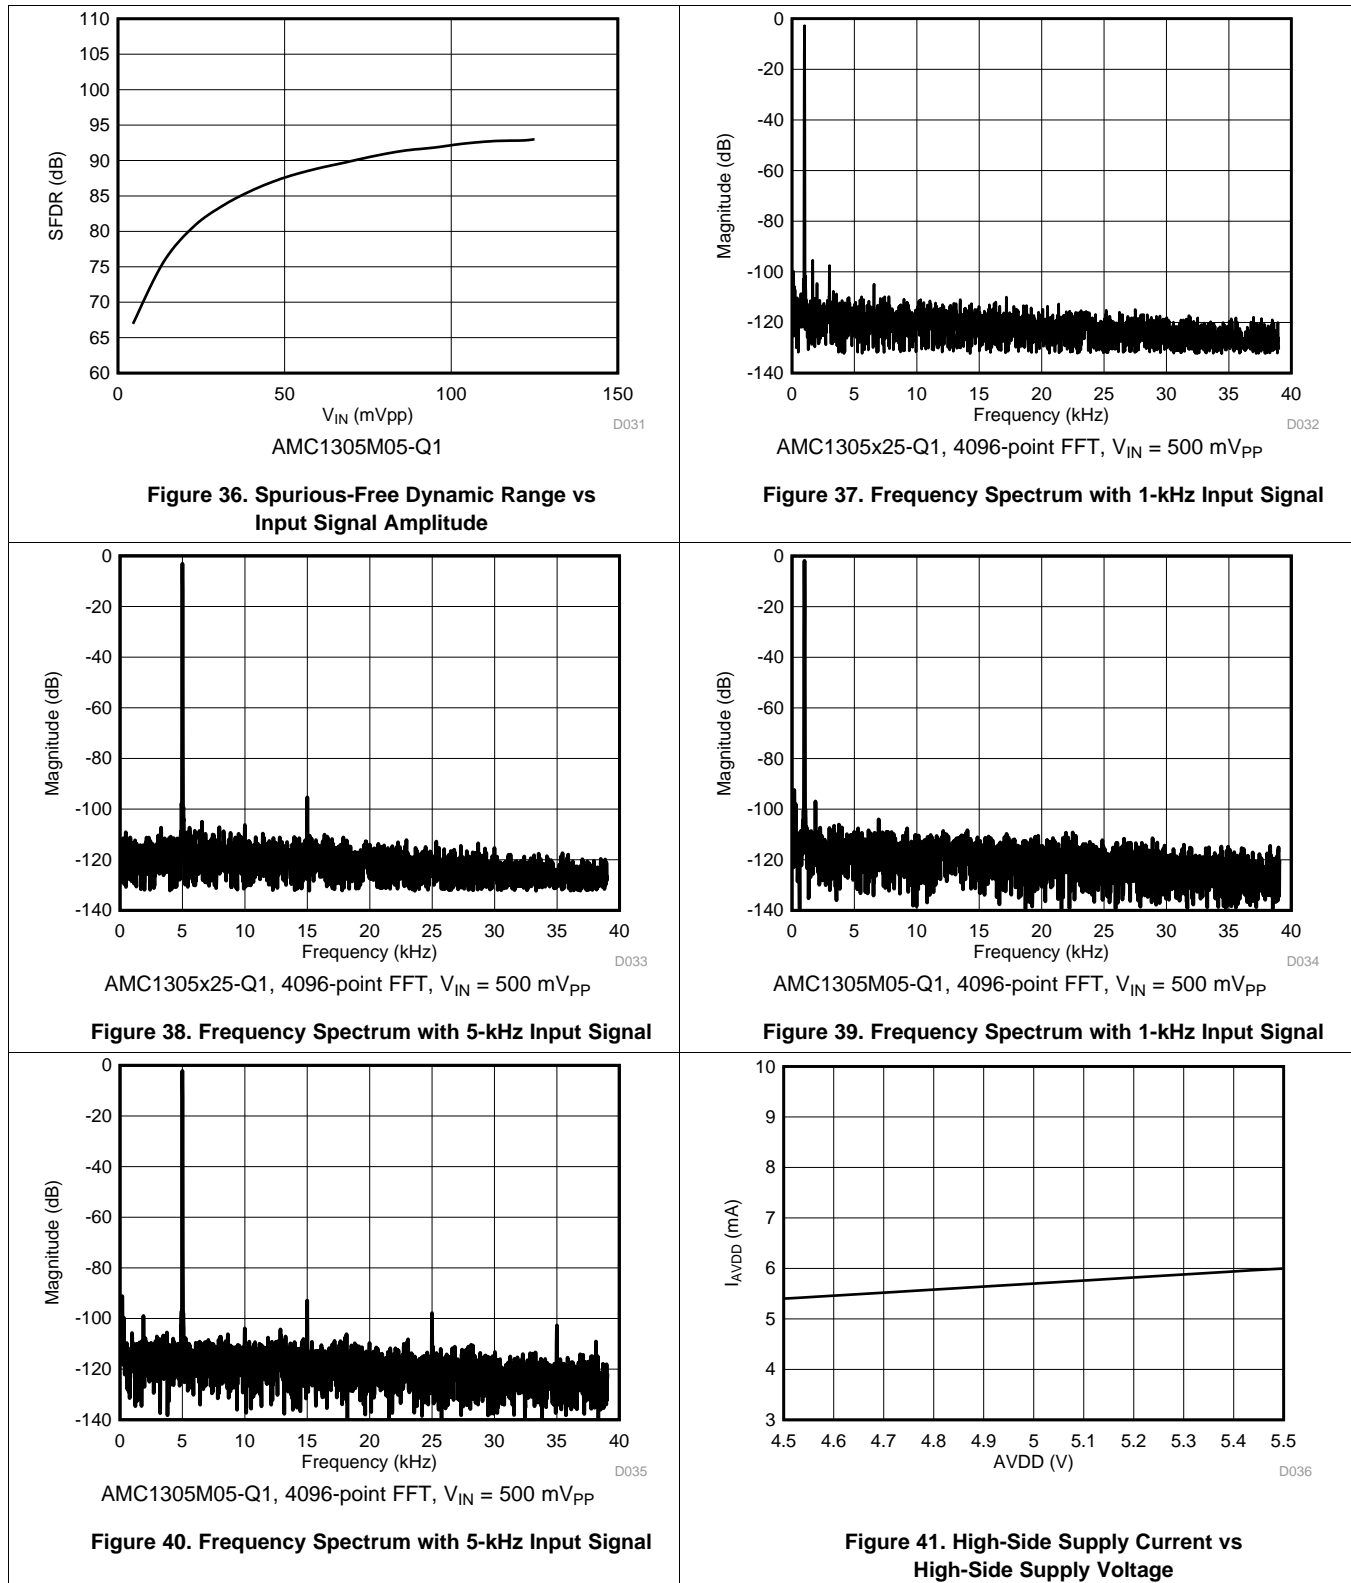 110
105
100
95
90
85
80
75
70
65
60
SFDR (dB)
0 50 100 150
VIN (mVpp)
D031
AMC1305M05-Q1
Figure 36. Spurious-Free Dynamic Range vs
Input Signal Amplitude
0
-20
-40
-60
-80
-100
-120
-140
Magnitude (dB)
0 5 10 15 20 25 30 35 40
Frequency (kHz)
D032
AMC1305x25-Q1, 4096-point FFT, VIN = 500 mVPP
Figure 37. Frequency Spectrum with 1-kHz Input Signal
0
-20
-40
-60
-80
-100
-120
-140
Magnitude (dB)
0 5 10 15 20 25 30 35 40
Frequency (kHz)
D033
AMC1305x25-Q1, 4096-point FFT, VIN = 500 mVPP
Figure 38. Frequency Spectrum with 5-kHz Input Signal
0
-20
-40
-60
-80
-100
-120
-140
Magnitude (dB)
0 5 10 15 20 25 30 35 40
Frequency (kHz)
D034
AMC1305M05-Q1, 4096-point FFT, VIN = 500 mVPP
Figure 39. Frequency Spectrum with 1-kHz Input Signal
0
-20
-40
-60
-80
-100
-120
-140
Magnitude (dB)
0 5 10 15 20 25 30 35 40
Frequency (kHz)
D035
AMC1305M05-Q1, 4096-point FFT, VIN = 500 mVPP
Figure 40. Frequency Spectrum with 5-kHz Input Signal
10
9
8
7
6
5
4
3
IAVDD (mA)
4.5 4.6 4.7 4.8 4.9 5 5.1 5.2 5.3 5.4 5.5
AVDD (V)
D036
Figure 41. High-Side Supply Current vs
High-Side Supply Voltage